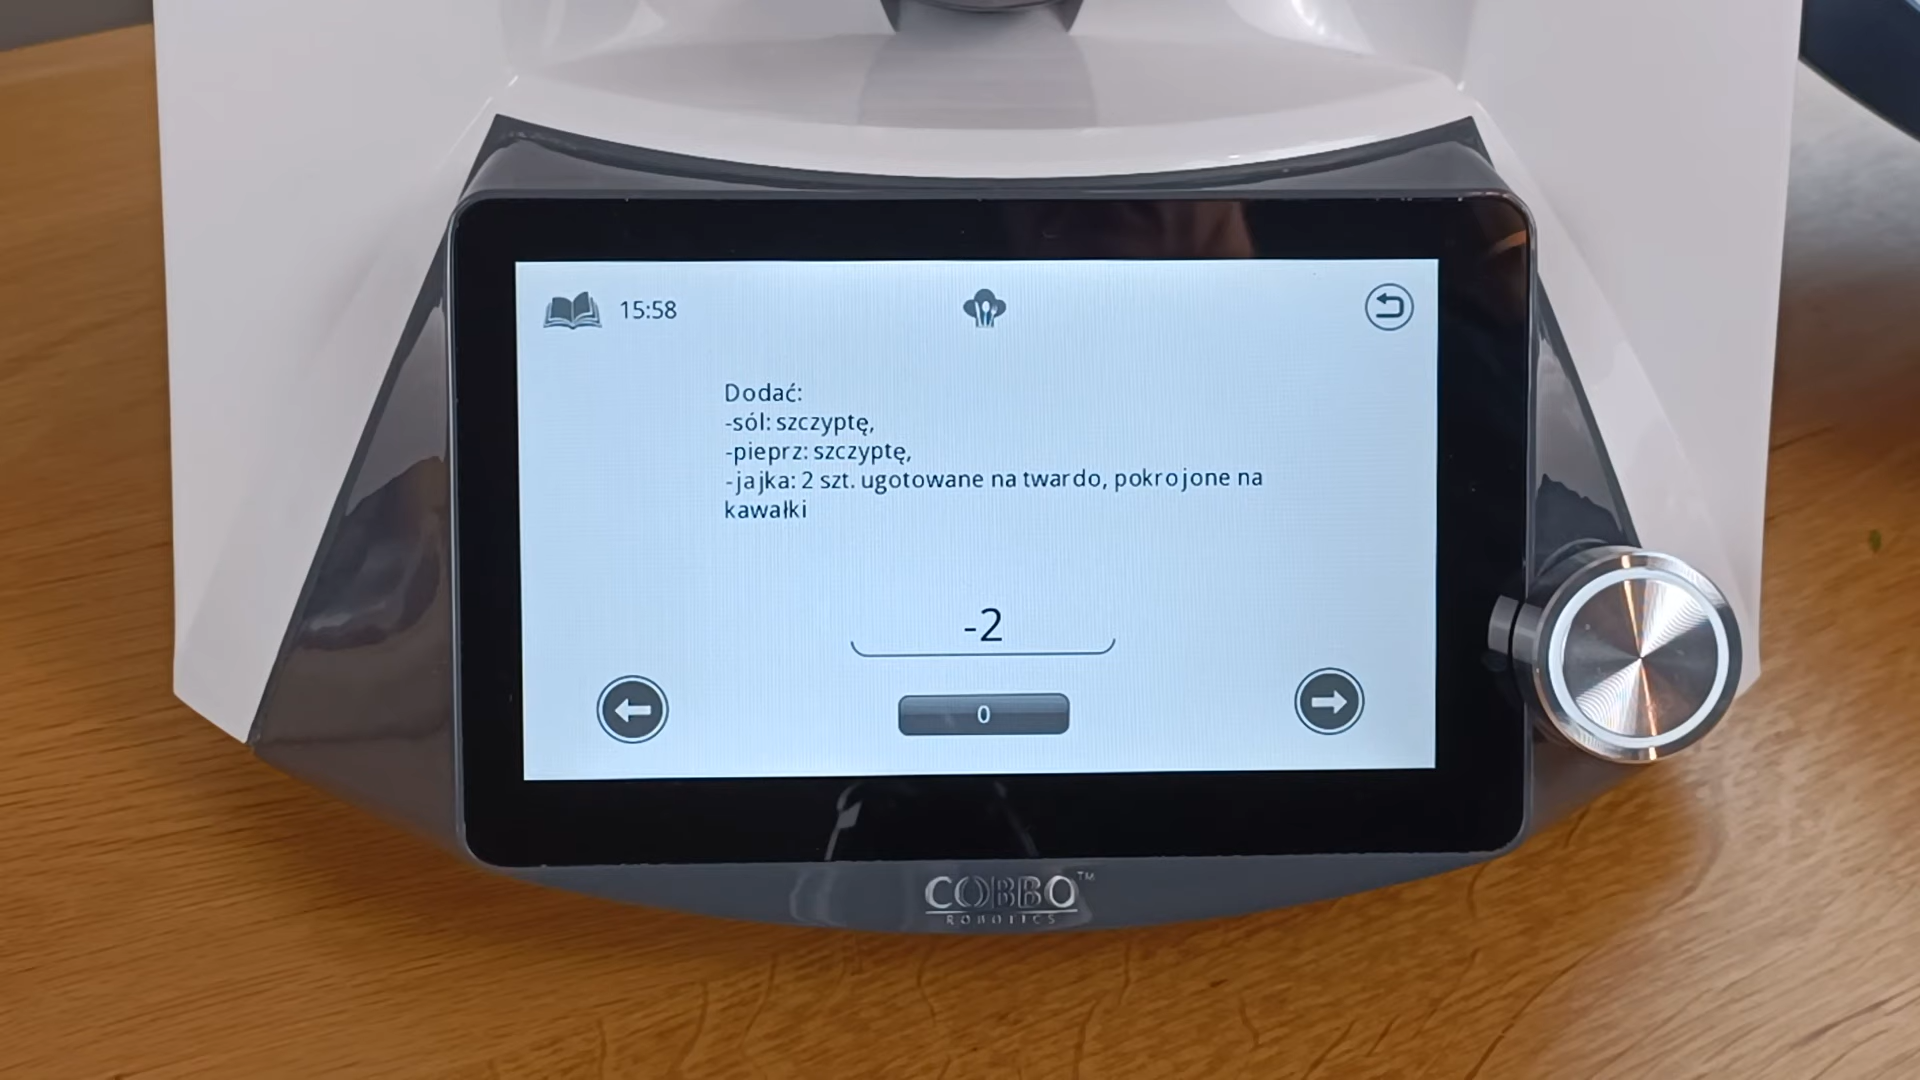 15:58
Dodać:
-sól: szczyptę,
-pieprz: szczyptę,
-jajka: 2 szt. ugotowane na twardo, pokrojone na
kawałki
-2
0
COBBO™
ROBOTICS